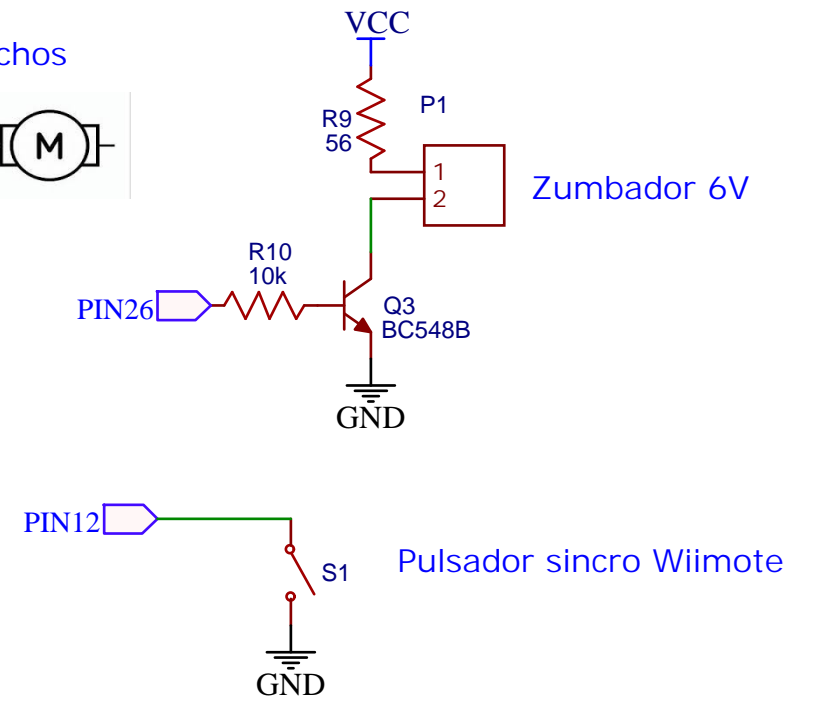 VCC
chos
M
R9
56
P1
1
2
Zumbador 6V
R10
10k
PIN26
Q3
BC548B
GND
PIN12
S1
Pulsador sincro Wiimote
GND